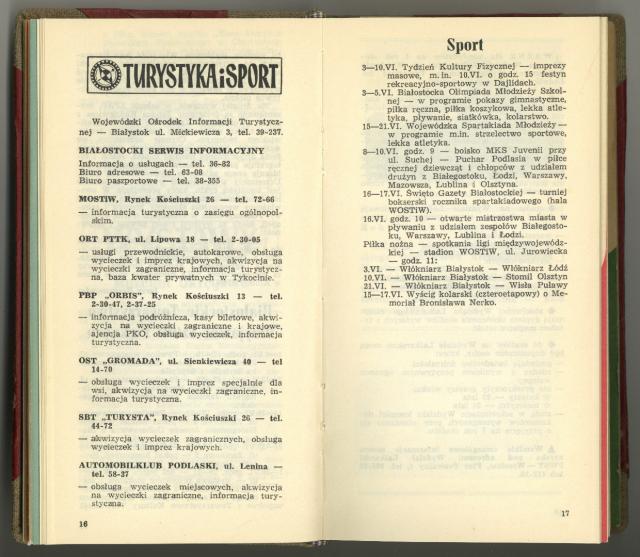 TURYSTYKA i SPORT
Wojewódzki Ośrodek Informacji Turystycz-
nej — Białystok ul. Mickiewicza 3, tel. 39-237.
BIAŁOSTOCKI SERWIS INFORMACYJNY
Informacja o usługach — tel. 36-82
Biuro adresowe — tel. 63-08
Biuro paszportowe — tel. 38-355
MOSTiW, Rynek Kościuszki 26 — tel. 72-66
— informacja turystyczna o zasięgu ogólnopol-
skim.
ORT PTTK, ul. Lipowa 18 — tel. 2-30-05
— usługi przewodnickie, autokarowe, obsługa
wycieczek i imprez krajowych, akwizycja na
wycieczki zagraniczne, informacja turystycz-
na, baza kwater prywatnych w Tykocinie.
PBP „ORBIS", Rynek Kościuszki 13 — tel.
2-30-47, 2-37-25
— informacja podróżnicza, kasy biletowe, akwi-
zycja na wycieczki zagraniczne i krajowe,
ajencja PKO, obsługa wycieczek, informacja
turystyczna.
OST „GROMADA", ul. Sienkiewicza 40 — tel
14-70
— obsługa wycieczek i imprez specjalnie dla
wsi, akwizycja na wycieczki zagraniczne, in-
formacja turystyczna.
SBT „TURYSTA", Rynek Kościuszki 26 — tel.
44-72
— akwizycja wycieczek zagranicznych, obsługa
wycieczek i imprez krajowych.
AUTOMOBILKLUB PODLASKI, ul. Lenina —
tel. 58-37
— obsługa wycieczek miejscowych, akwizycja
na wycieczki zagraniczne, informacja tury-
styczna.
16
Sport
3—10.VI. Tydzień Kultury Fizycznej — imprezy
masowe, m.in. 10.VI. o godz. 15 festyn
rekreacyjno-sportowy w Dajlidach.
3—5.VI. Białostocka Olimpiada Młodzieży Szkol-
nej — w programie pokazy gimnastyczne,
piłka ręczna, piłka koszykowa, lekka atle-
tyka, pływanie, siatkówka, kolarstwo.
15—21.VI. Wojewódzka Spartakiada Młodzieży —
w programie m.in. strzelectwo sportowe,
lekka atletyka.
8—10.VI. godz. 9 — boisko MKS Juvenii przy
ul. Suchej — Puchar Podlasia w piłce
ręcznej dziewcząt i chłopców z udziałem
drużyn z Białegostoku, Łodzi, Warszawy,
Mazowsza, Lublina i Olsztyna.
16—17.VI. Święto Gazety Białostockiej — turniej
bokserski rocznika spartakiadowego (hala
WOSTiW).
16.VI. godz. 10 — otwarte mistrzostwa miasta w
pływaniu z udziałem zespołów Białegosto-
ku, Warszawy, Lublina i Łodzi.
Piłka nożna — spotkania ligi międzywojewódz-
kiej — stadion WOSTiW, ul. Jurowiecka
— godz. 11:
3.VI. — Włókniarz Białystok — Włókniarz Łódź
10.VI. — Włókniarz Białystok — Stomil Olsztyn
21.VI. — Włókniarz Białystok — Wisła Puławy
15—17.VI. Wyścig kolarski (czteroetapowy) o Me-
moriał Bronisława Nerko.
17